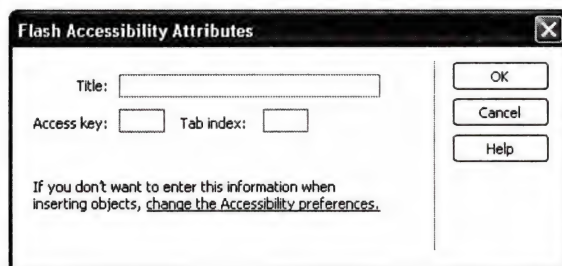 Flash Accessibility Attributes
Title:
OK
Access key: Tab index:
Cancel
Help
If you don't want to enter this information when
inserting objects, change the Accessibility preferences.